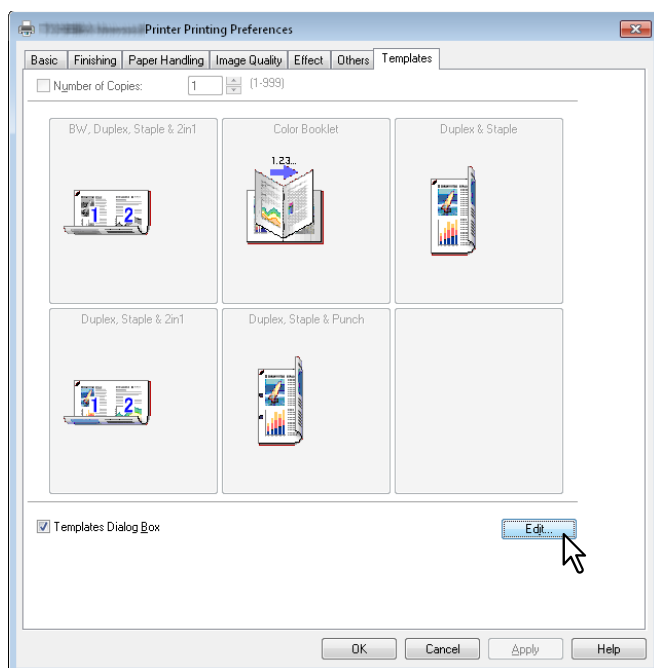 Printer Printing Preferences
Basic Finishing Paper Handling Image Quality Effect Others Templates
Number of Copies: 1 (1-999)
BW, Duplex, Staple & 2in1 Color Booklet Duplex & Staple
1.2.3...
1 2
Duplex, Staple & 2in1 Duplex, Staple & Punch
1 2
Templates Dialog Box Edit...
OK Cancel Apply Help